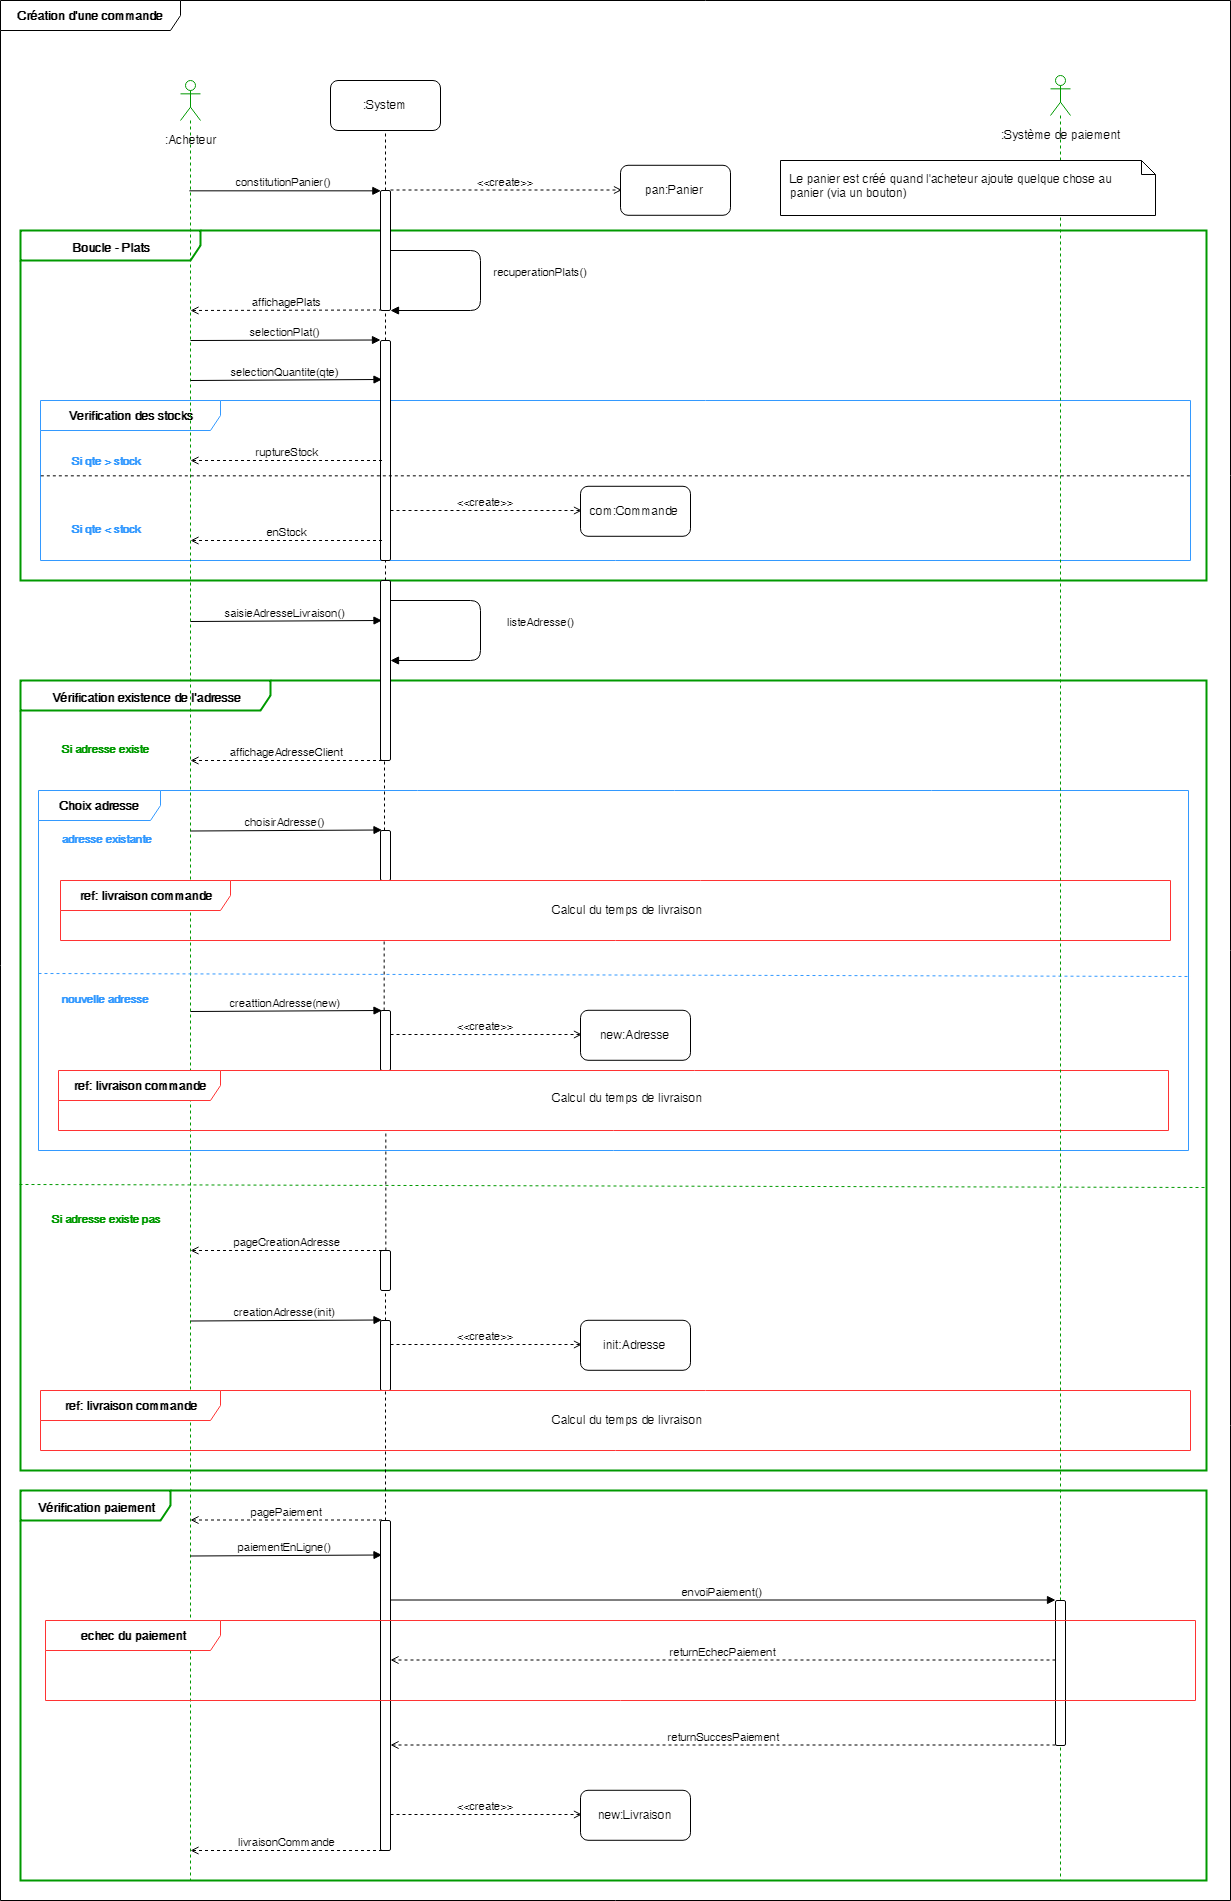 Création d'une commande
:System
:Acheteur
:Système de paiement
constitutionPanier()
<<create>>
pan:Panier
Le panier est créé quand l'acheteur ajoute quelque chose au
panier (via un bouton)
Boucle - Plats
recuperationPlats()
affichagePlats
selectionPlat()
selectionQuantite(qte)
Verification des stocks
Si qte > stock
ruptureStock
<<create>>
com:Commande
Si qte < stock
enStock
saisieAdresseLivraison()
listeAdresse()
Vérification existence de l'adresse
Si adresse existe
affichageAdresseClient
Choix adresse
choisirAdresse()
adresse existante
ref: livraison commande
Calcul du temps de livraison
nouvelle adresse
creattionAdresse(new)
<<create>>
new:Adresse
ref: livraison commande
Calcul du temps de livraison
Si adresse existe pas
pageCreationAdresse
creationAdresse(init)
<<create>>
init:Adresse
ref: livraison commande
Calcul du temps de livraison
Vérification paiement
pagePaiement
paiementEnLigne()
envoiPaiement()
echec du paiement
returnEchecPaiement
returnSuccesPaiement
<<create>>
new:Livraison
livraisonCommande